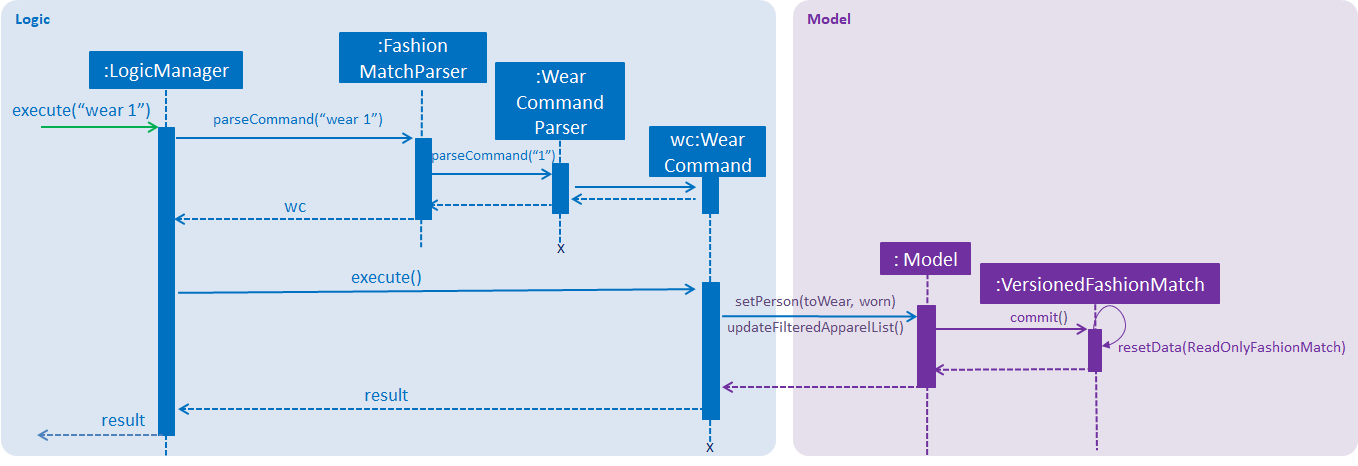 Logic
Model
:Fashion
MatchParser
:LogicManager
:Wear
Command
Parser
execute(“wear 1”)
parseCommand(“wear 1”)
wc:Wear
Command
parseCommand(“1”)
wc
X
: Model
execute()
:VersionedFashionMatch
setPerson(toWear, worn)
commit()
updateFilteredApparelList()
resetData(ReadOnlyFashionMatch)
result
result
X